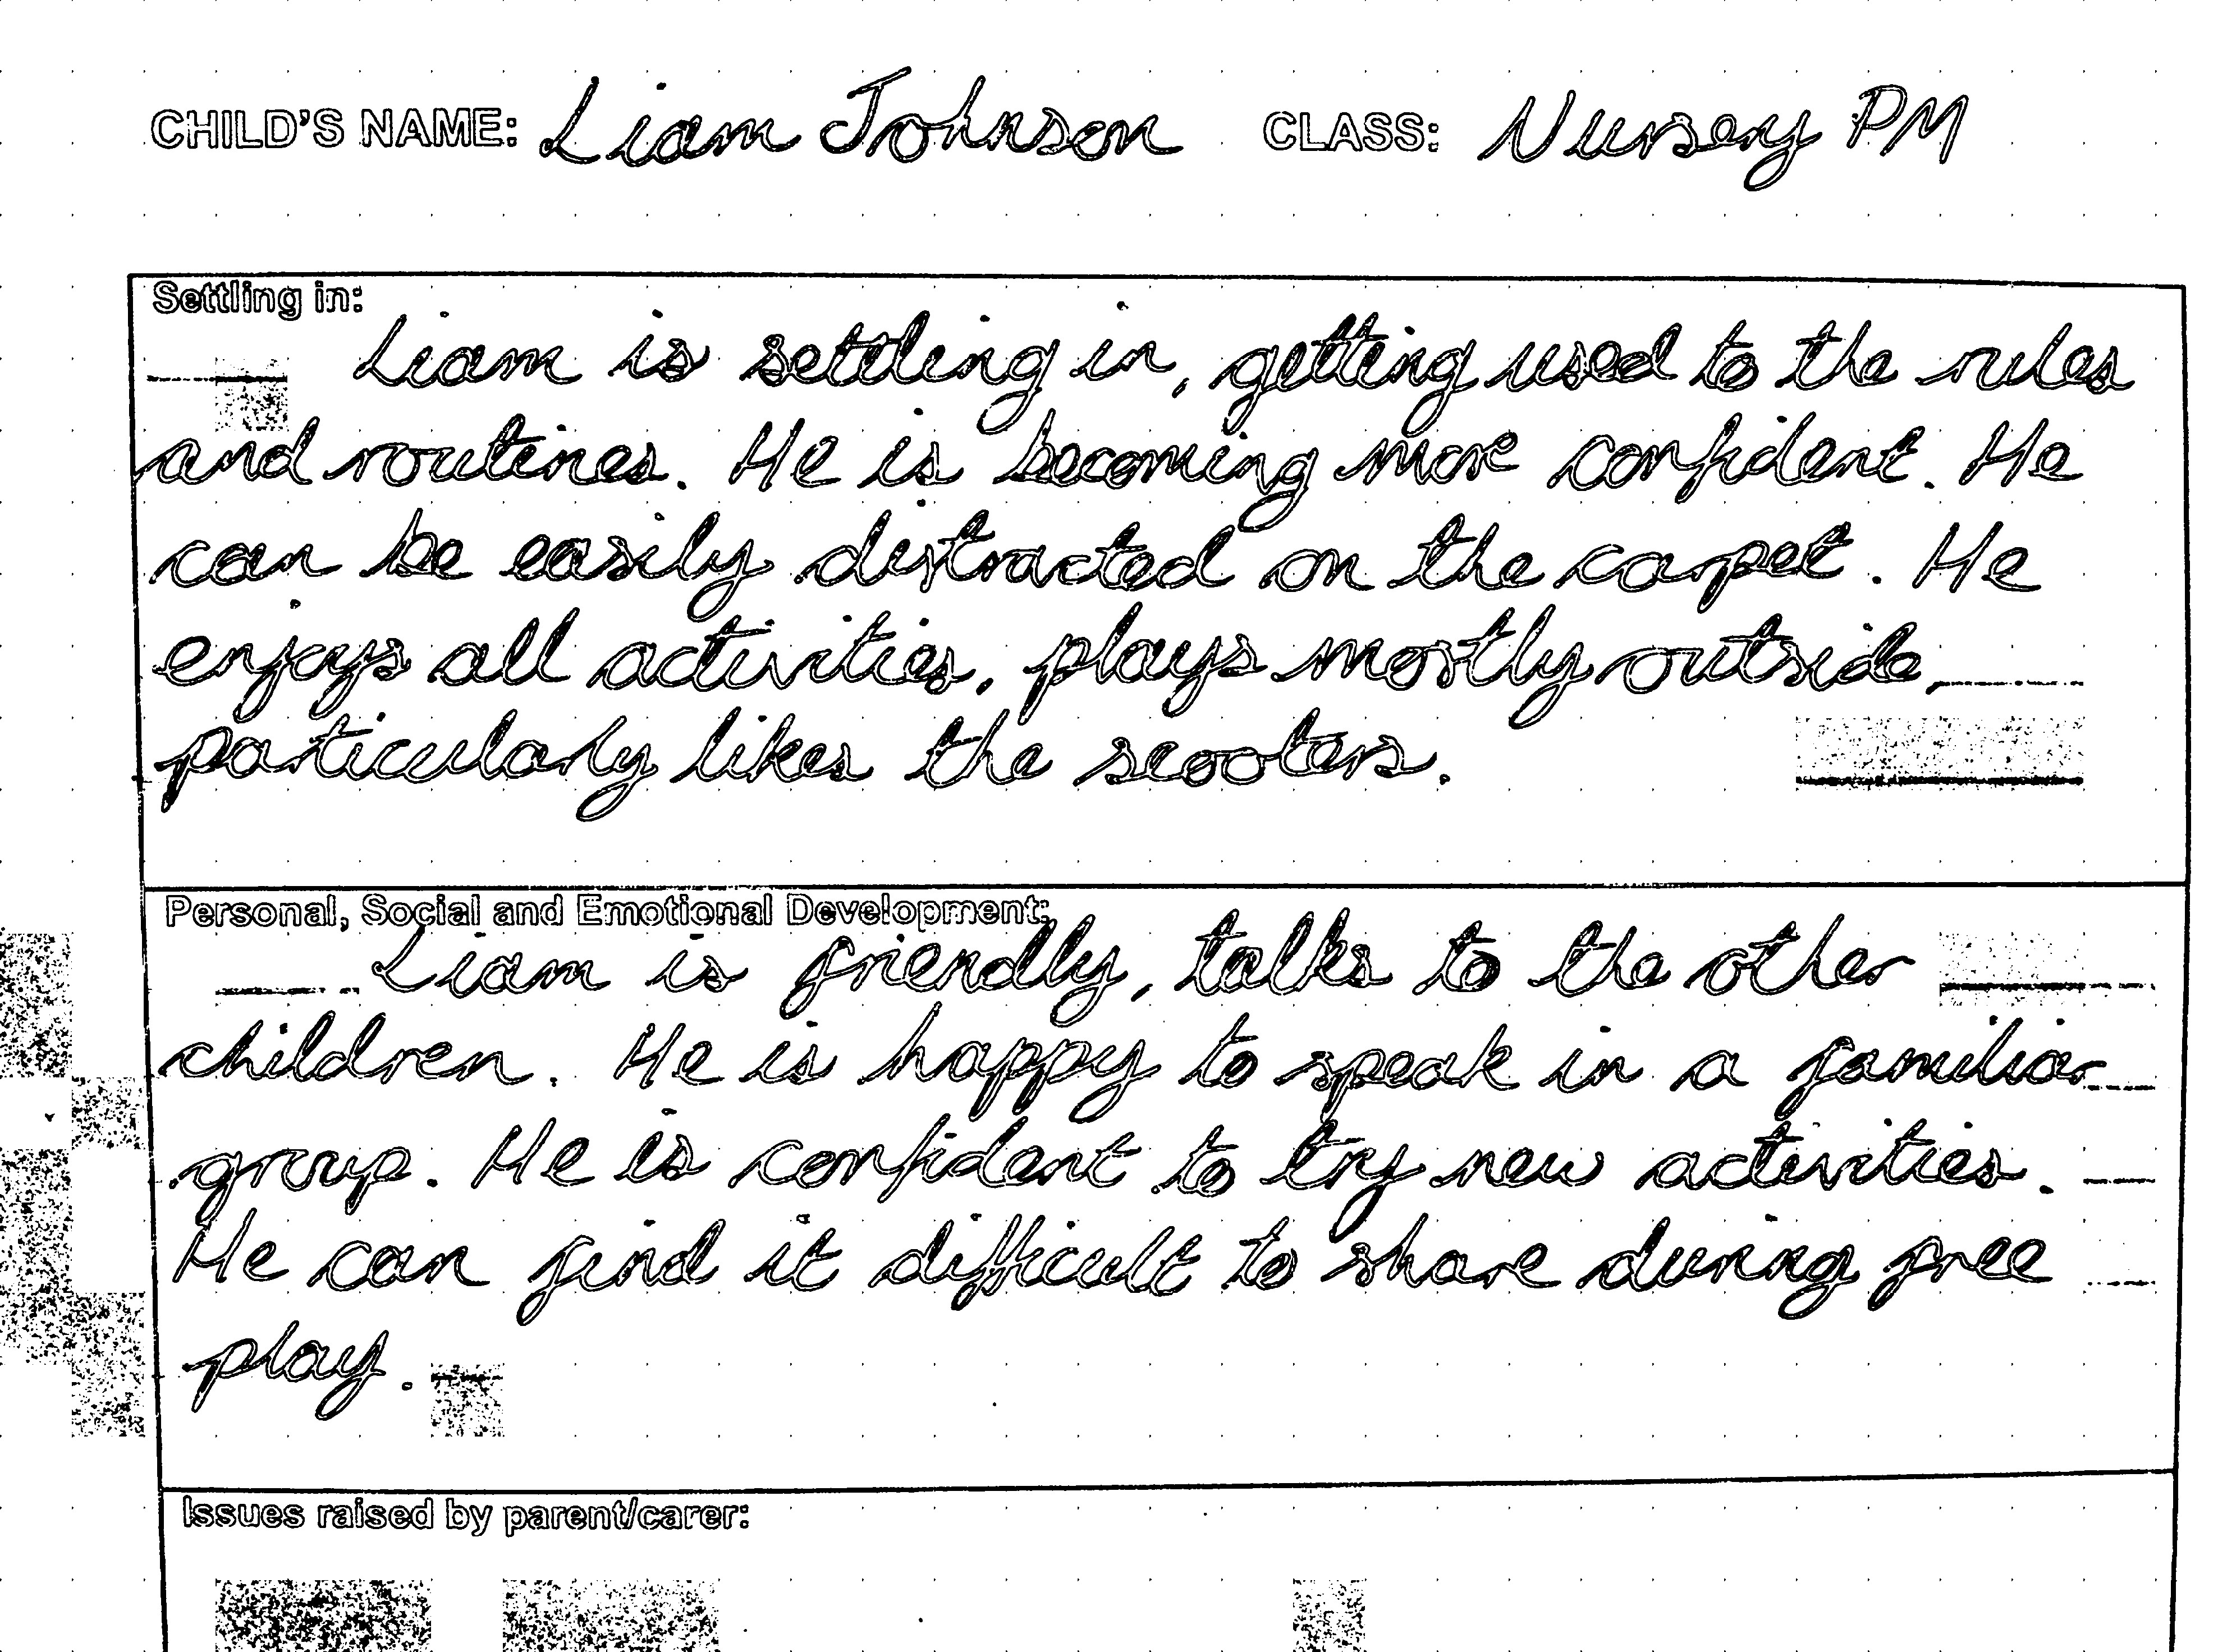 CHILD'S NAME: Liam Johnson CLASS: Nursery PM
Settling in:
Liam is settling in, getting used to the rules
and routines. He is becoming more confident. He
can be easily distracted on the carpet. He
enjoys all activities, plays mostly outside,
particularly likes the scooters.
Personal, Social and Emotional Development:
Liam is friendly, talks to the other
children. He is happy to speak in a familiar
group. He is confident to try new activities.
He can find it difficult to share during free
play.
Issues raised by parent/carer: